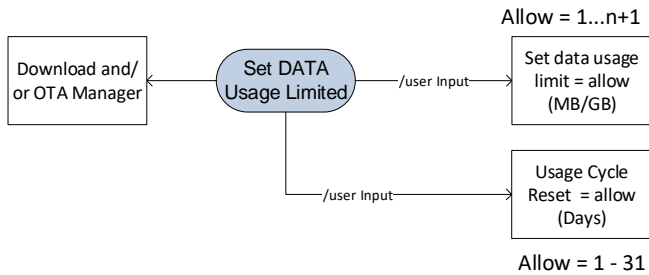 Allow = 1...n+1
Download and/
or OTA Manager
Set DATA
Usage Limited
/user Input
Set data usage
limit = allow
(MB/GB)
/user Input
Usage Cycle
Reset  = allow
(Days)
Allow = 1 - 31